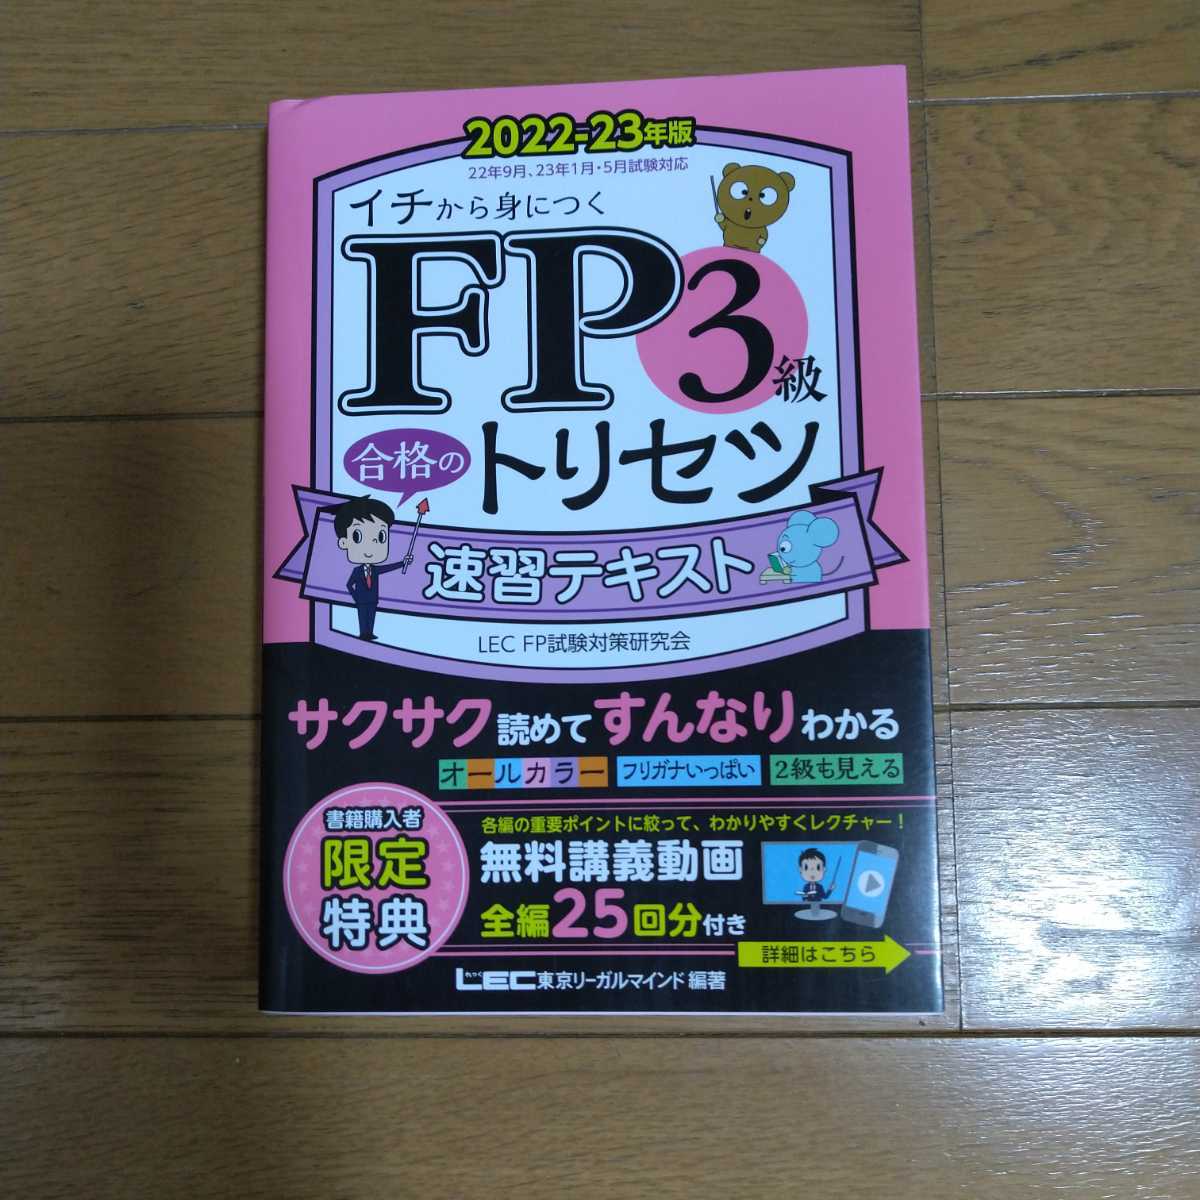 2022-23年版
22年9月、23年1月・5月試験対応
イチから身につく
FP3級
合格のトリセツ
速習テキスト
LEC FP試験対策研究会
サクサク読めてすんなりわかる
オールカラー フリガナいっぱい 2級も見える
書籍購入者
限定
特典
各編の重要ポイントに絞って、わかりやすくレクチャー!
無料講義動画
全編25回分付き
詳細はこちら
れっく
LEC東京リーガルマインド 編著